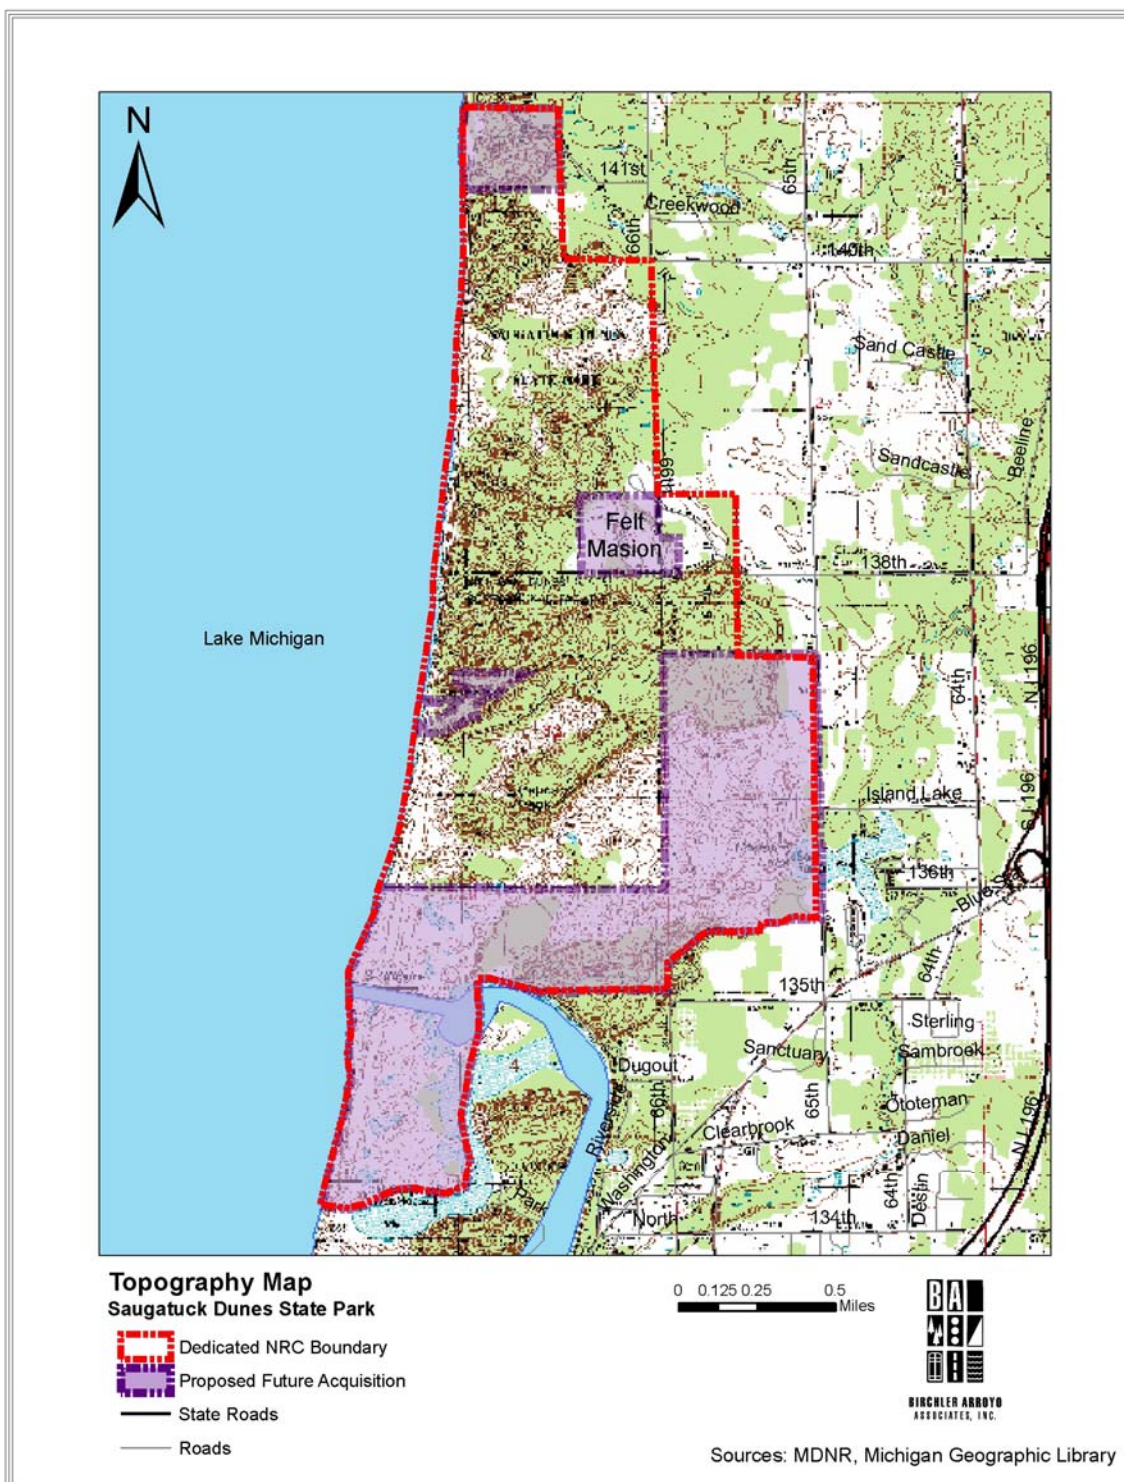 N
141st
Creekwood
65th
66th
140th
Sand Castle
Sandcastle
Beeline
66th
Felt
Masion
138th
Lake Michigan
64th
N I 196
S I 196
Island Lake
136th
Blue Star
64th
135th
Sterling
Sambroek
Sanctuary
4
Dugout
66th
65th
Ototeman
Riverside
Clearbrook
Daniel
N I 196
Washington
Park
64th
Destin
North
134th
Topography Map
Saugatuck Dunes State Park
0 0.125 0.25 0.5
Miles
Dedicated NRC Boundary
Proposed Future Acquisition
State Roads
Roads
BA
BIRCHLER ARROYO
ASSOCIATES, INC.
Sources: MDNR, Michigan Geographic Library